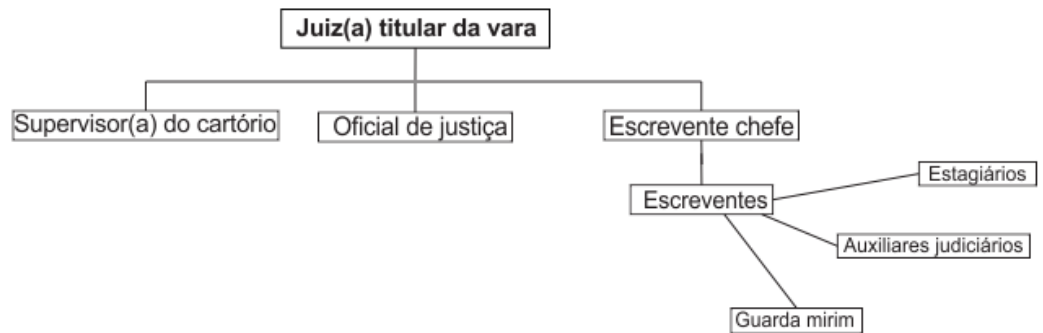 Juiz(a) titular da vara
Supervisor(a) do cartório
Oficial de justiça
Escrevente chefe
Escreventes
Estagiários
Auxiliares judiciários
Guarda mirim